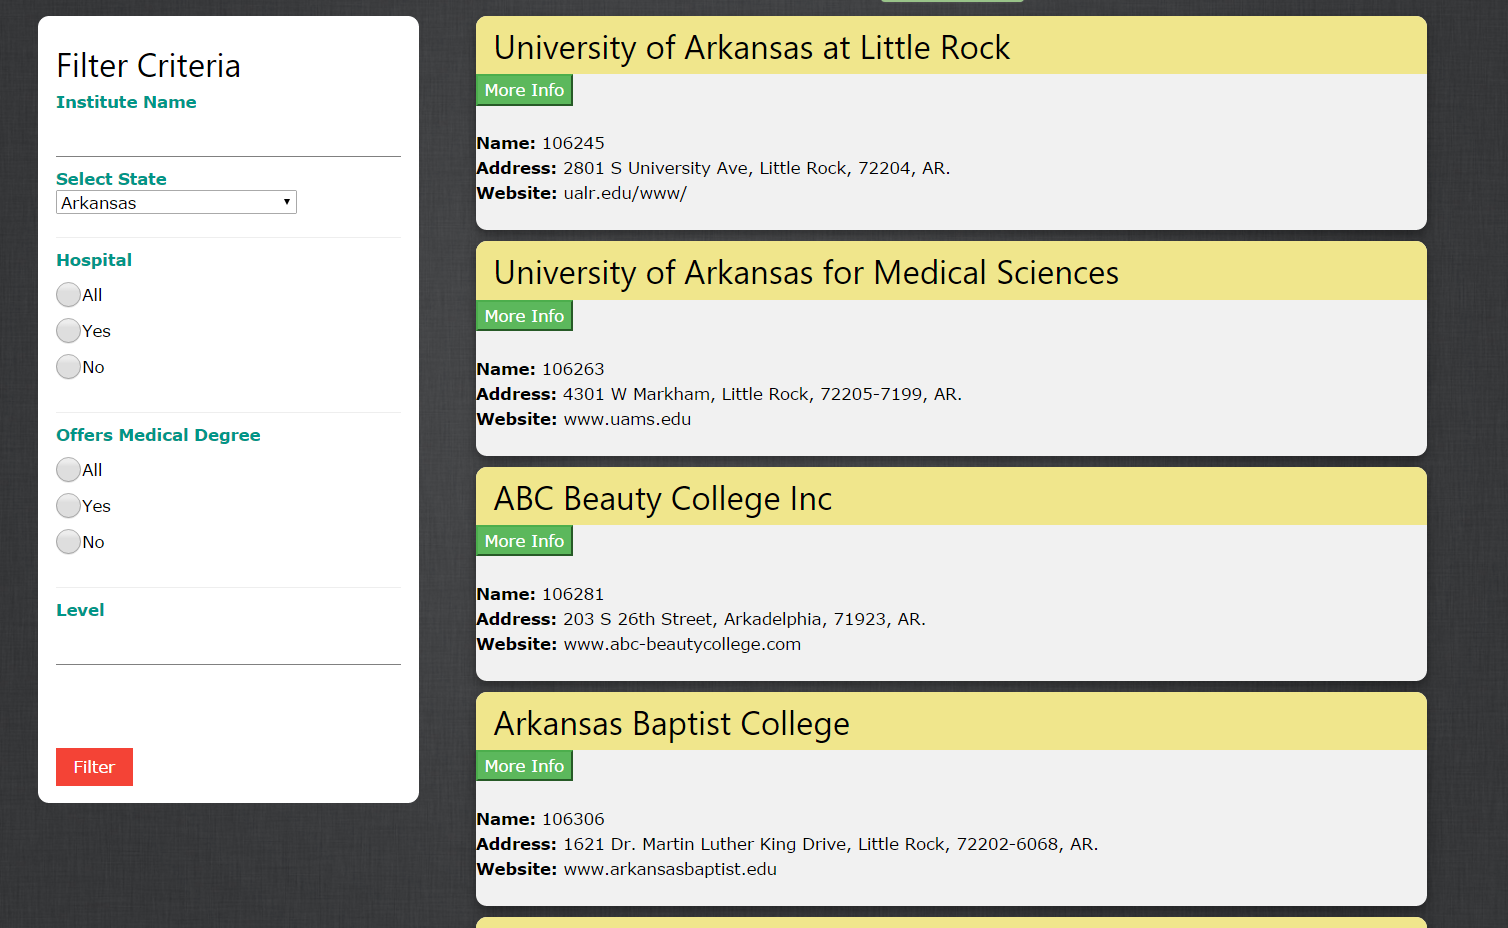 Filter Criteria
Institute Name
Select State
Arkansas
Hospital
All
Yes
No
Offers Medical Degree
All
Yes
No
Level
Filter
University of Arkansas at Little Rock
More Info
Name: 106245
Address: 2801 S University Ave, Little Rock, 72204, AR.
Website: ualr.edu/www/
University of Arkansas for Medical Sciences
More Info
Name: 106263
Address: 4301 W Markham, Little Rock, 72205-7199, AR.
Website: www.uams.edu
ABC Beauty College Inc
More Info
Name: 106281
Address: 203 S 26th Street, Arkadelphia, 71923, AR.
Website: www.abc-beautycollege.com
Arkansas Baptist College
More Info
Name: 106306
Address: 1621 Dr. Martin Luther King Drive, Little Rock, 72202-6068, AR.
Website: www.arkansasbaptist.edu